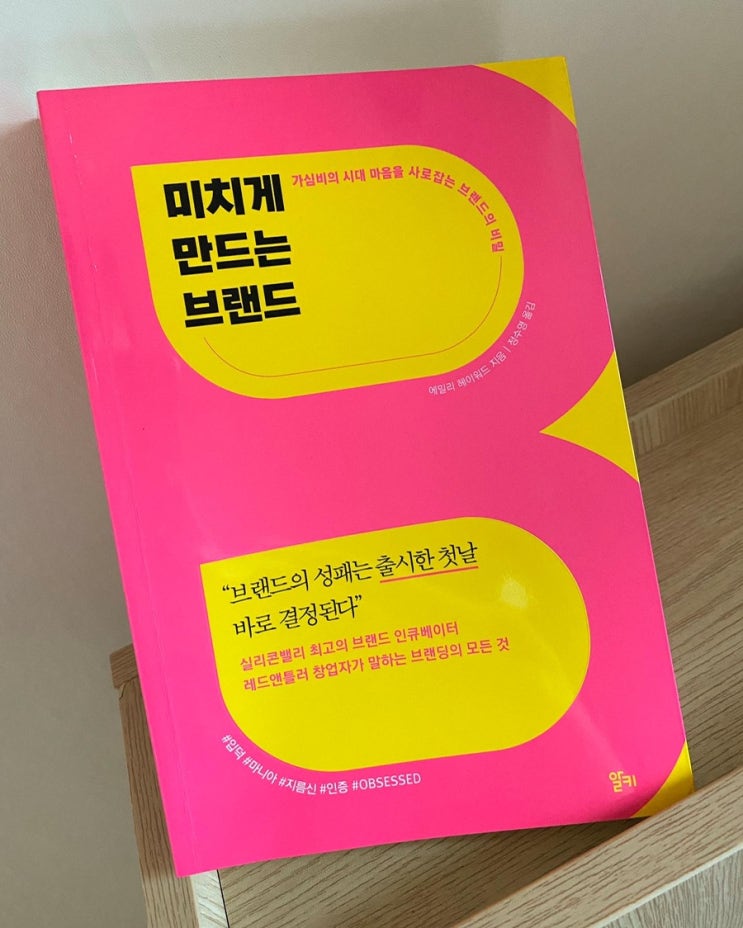 미치게
만드는
브랜드
가심비의 시대 마음을 사로잡는 브랜드의 비밀
에밀리 헤이워드 지음 | 정수영 옮김
“브랜드의 성패는 출시한 첫날
바로 결정된다”
실리콘밸리 최고의 브랜드 인큐베이터
레드앤틀러 창업자가 말하는 브랜딩의 모든 것
#입덕 #마니아 #지름신 #인증 #OBSESSED
알키